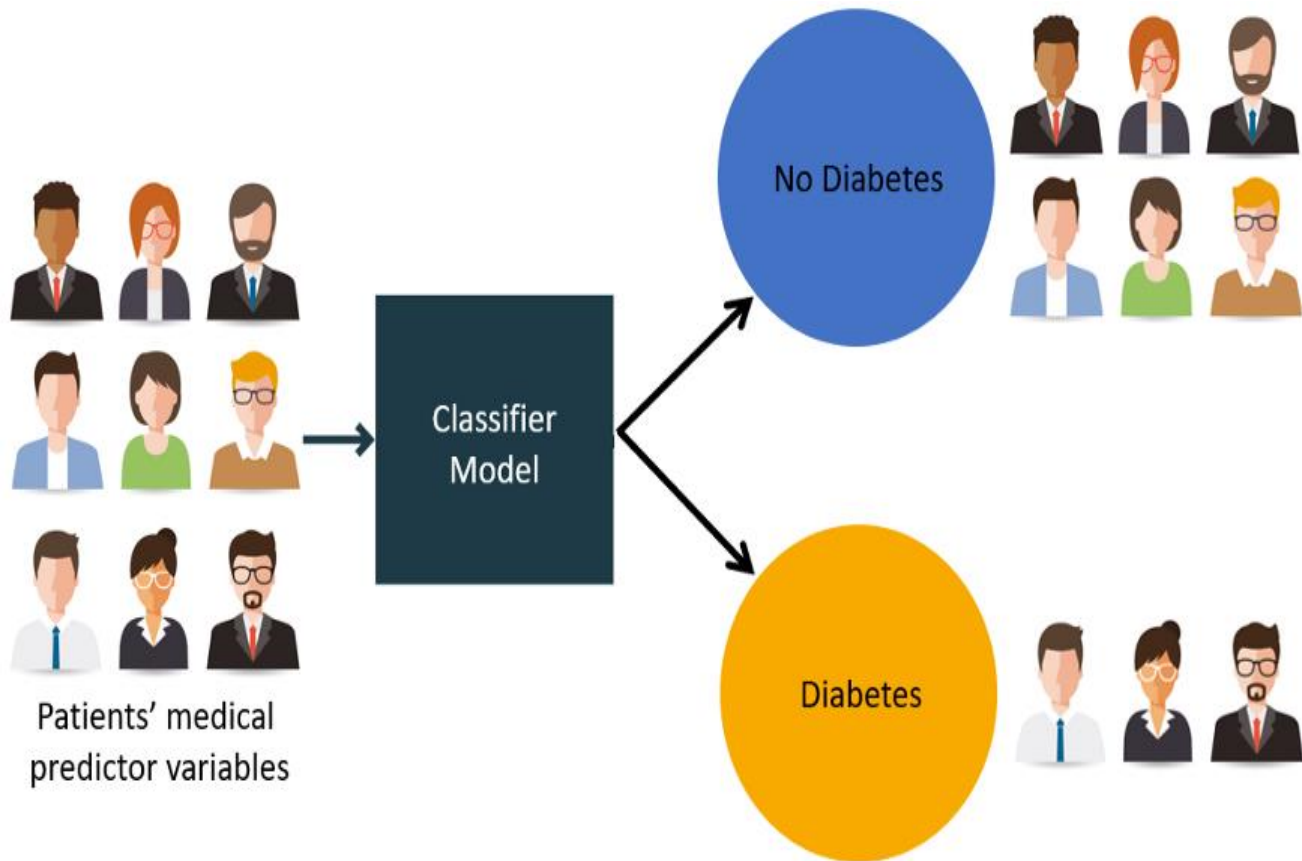 No Diabetes
Classifier
Model
Diabetes
Patients’ medical
predictor variables